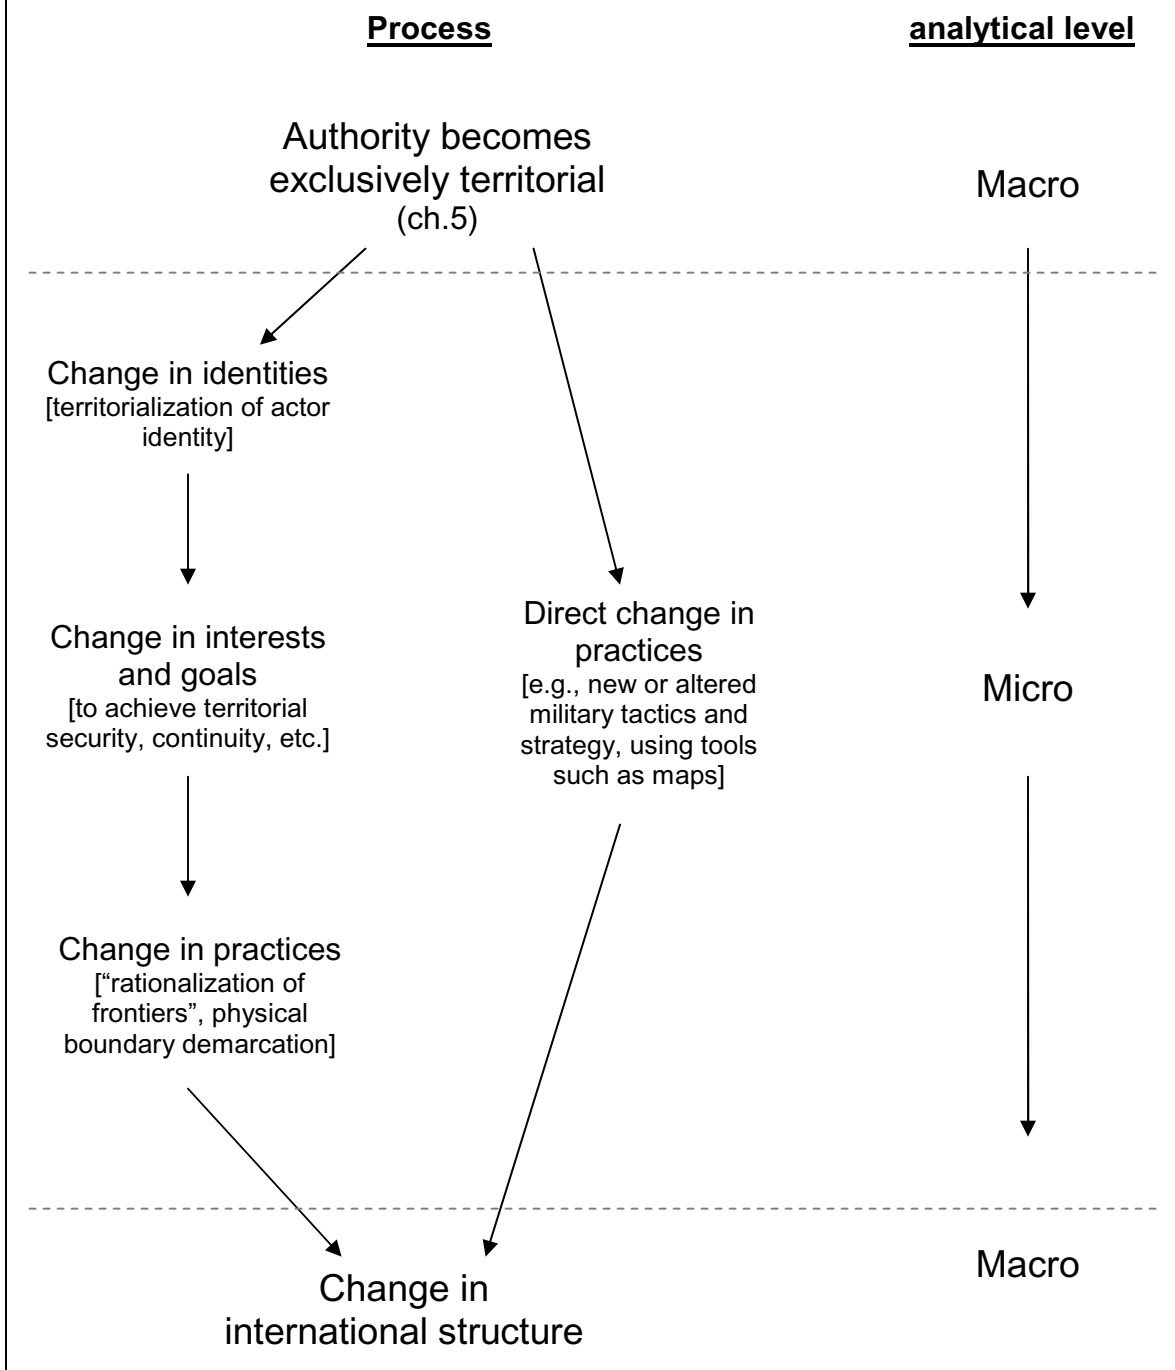 Process
analytical level
Authority becomes
exclusively territorial
(ch.5)
Macro
Change in identities
[territorialization of actor
identity]
Change in interests
and goals
[to achieve territorial
security, continuity, etc.]
Direct change in
practices
[e.g., new or altered
military tactics and
strategy, using tools
such as maps]
Micro
Change in practices
[“rationalization of
frontiers”, physical
boundary demarcation]
Change in
international structure
Macro